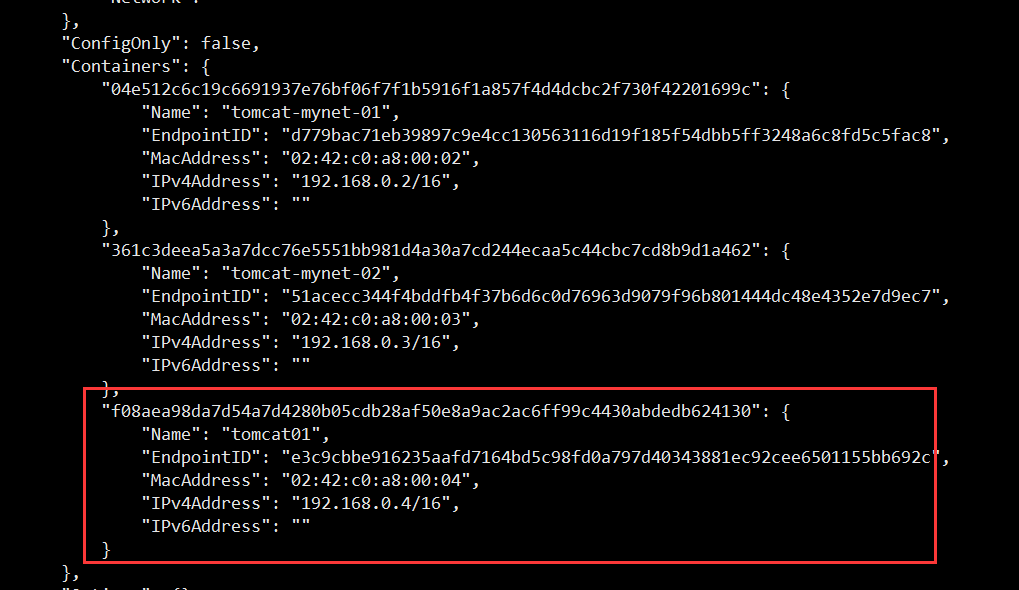 },
"ConfigOnly": false,
"Containers": {
"04e512c6c19c6691937e76bf06f7f1b5916f1a857f4d4dcbc2f730f42201699c": {
"Name": "tomcat-mynet-01",
"EndpointID": "d779bac71eb39897c9e4cc130563116d19f185f54dbb5ff3248a6c8fd5c5fac8",
"MacAddress": "02:42:c0:a8:00:02",
"IPv4Address": "192.168.0.2/16",
"IPv6Address": ""
},
"361c3deea5a3a7dcc76e5551bb981d4a30a7cd244ecaa5c44cbc7cd8b9d1a462": {
"Name": "tomcat-mynet-02",
"EndpointID": "51acecc344f4bddfb4f37b6d6c0d76963d9079f96b801444dc48e4352e7d9ec7",
"MacAddress": "02:42:c0:a8:00:03",
"IPv4Address": "192.168.0.3/16",
"IPv6Address": ""
},
"f08aea98da7d54a7d4280b05cdb28af50e8a9ac2ac6ff99c4430abdedb624130": {
"Name": "tomcat01",
"EndpointID": "e3c9cbbe916235aafd7164bd5c98fd0a797d40343881ec92cee6501155bb692c",
"MacAddress": "02:42:c0:a8:00:04",
"IPv4Address": "192.168.0.4/16",
"IPv6Address": ""
}
},